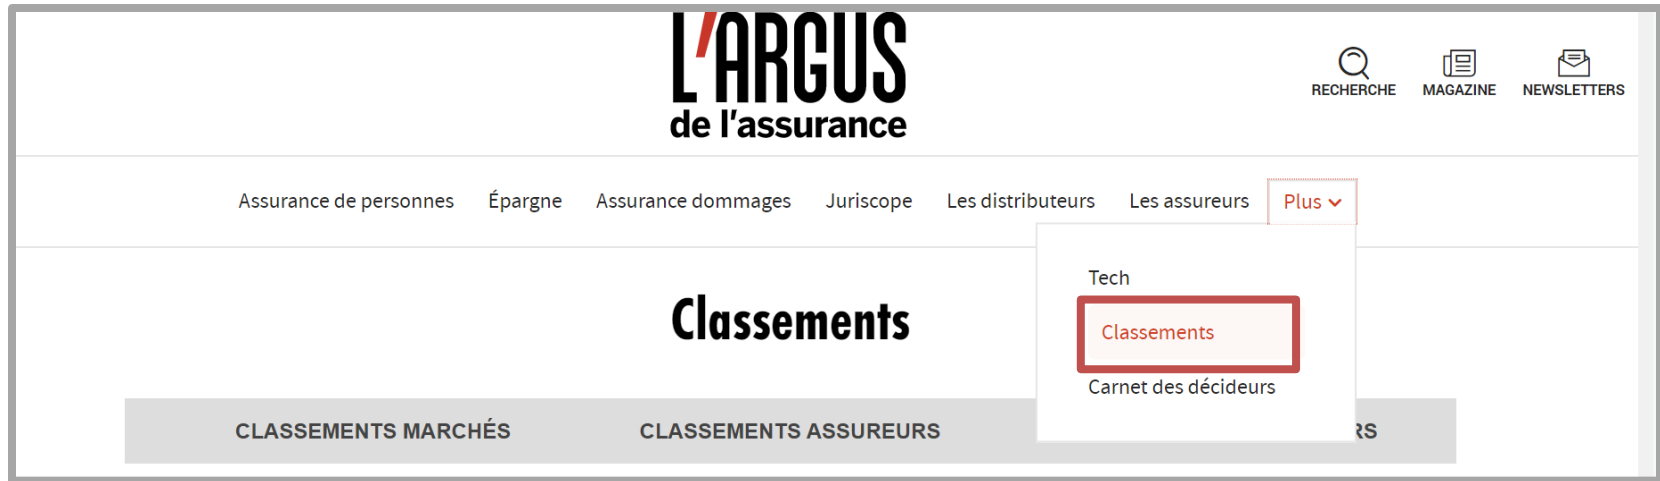 L'ARGUS
de l'assurance
RECHERCHE
MAGAZINE
NEWSLETTERS
Assurance de personnes
Épargne
Assurance dommages
Juriscope
Les distributeurs
Les assureurs
Plus
Tech
Classements
Carnet des décideurs
Classements
CLASSEMENTS MARCHÉS
CLASSEMENTS ASSUREURS